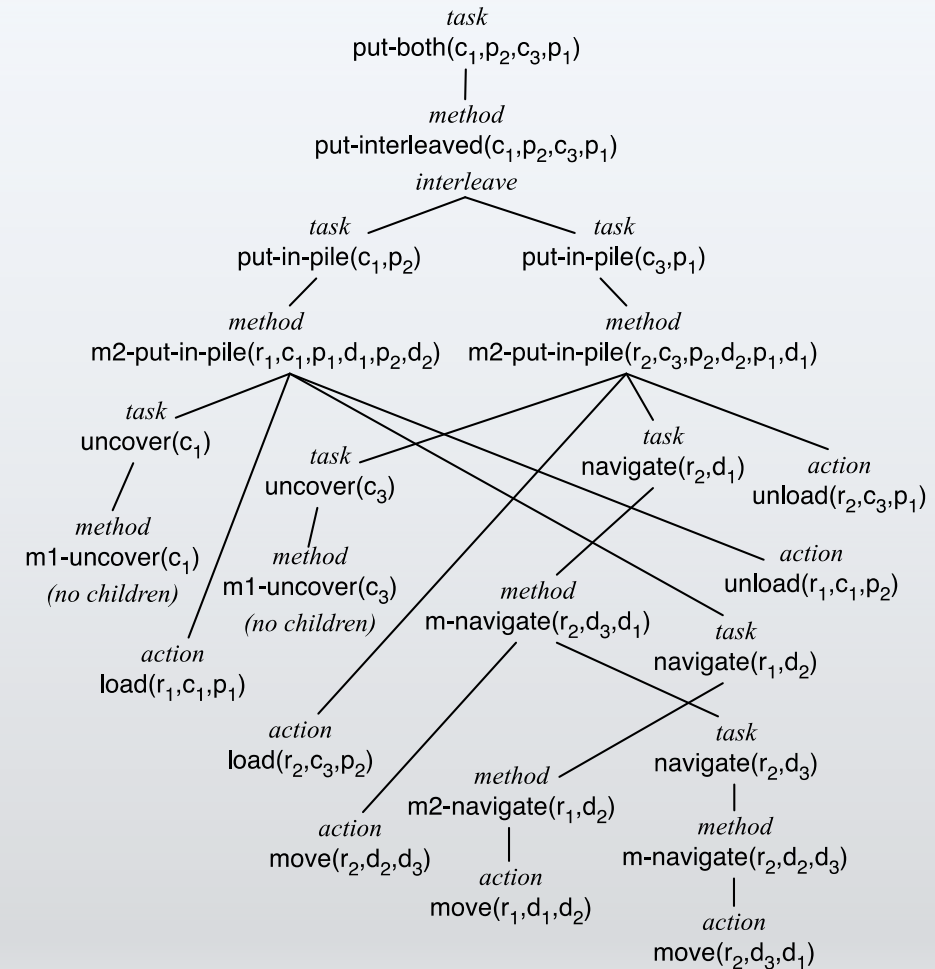 task
put-both(c₁,p₂,c₃,p₁)
method
put-interleaved(c₁,p₂,c₃,p₁)
interleave
task
put-in-pile(c₁,p₂)
task
put-in-pile(c₃,p₁)
method
m2-put-in-pile(r₁,c₁,p₁,d₁,p₂,d₂)
method
m2-put-in-pile(r₂,c₃,p₂,d₂,p₁,d₁)
task
uncover(c₁)
method
m1-uncover(c₁)
(no children)
task
uncover(c₃)
method
m1-uncover(c₃)
(no children)
task
navigate(r₂,d₁)
action
unload(r₂,c₃,p₁)
action
unload(r₁,c₁,p₂)
method
m-navigate(r₂,d₃,d₁)
task
navigate(r₁,d₂)
action
load(r₁,c₁,p₁)
action
load(r₂,c₃,p₂)
task
navigate(r₂,d₃)
method
m2-navigate(r₁,d₂)
action
move(r₂,d₂,d₃)
method
m-navigate(r₂,d₂,d₃)
action
move(r₁,d₁,d₂)
action
move(r₂,d₃,d₁)